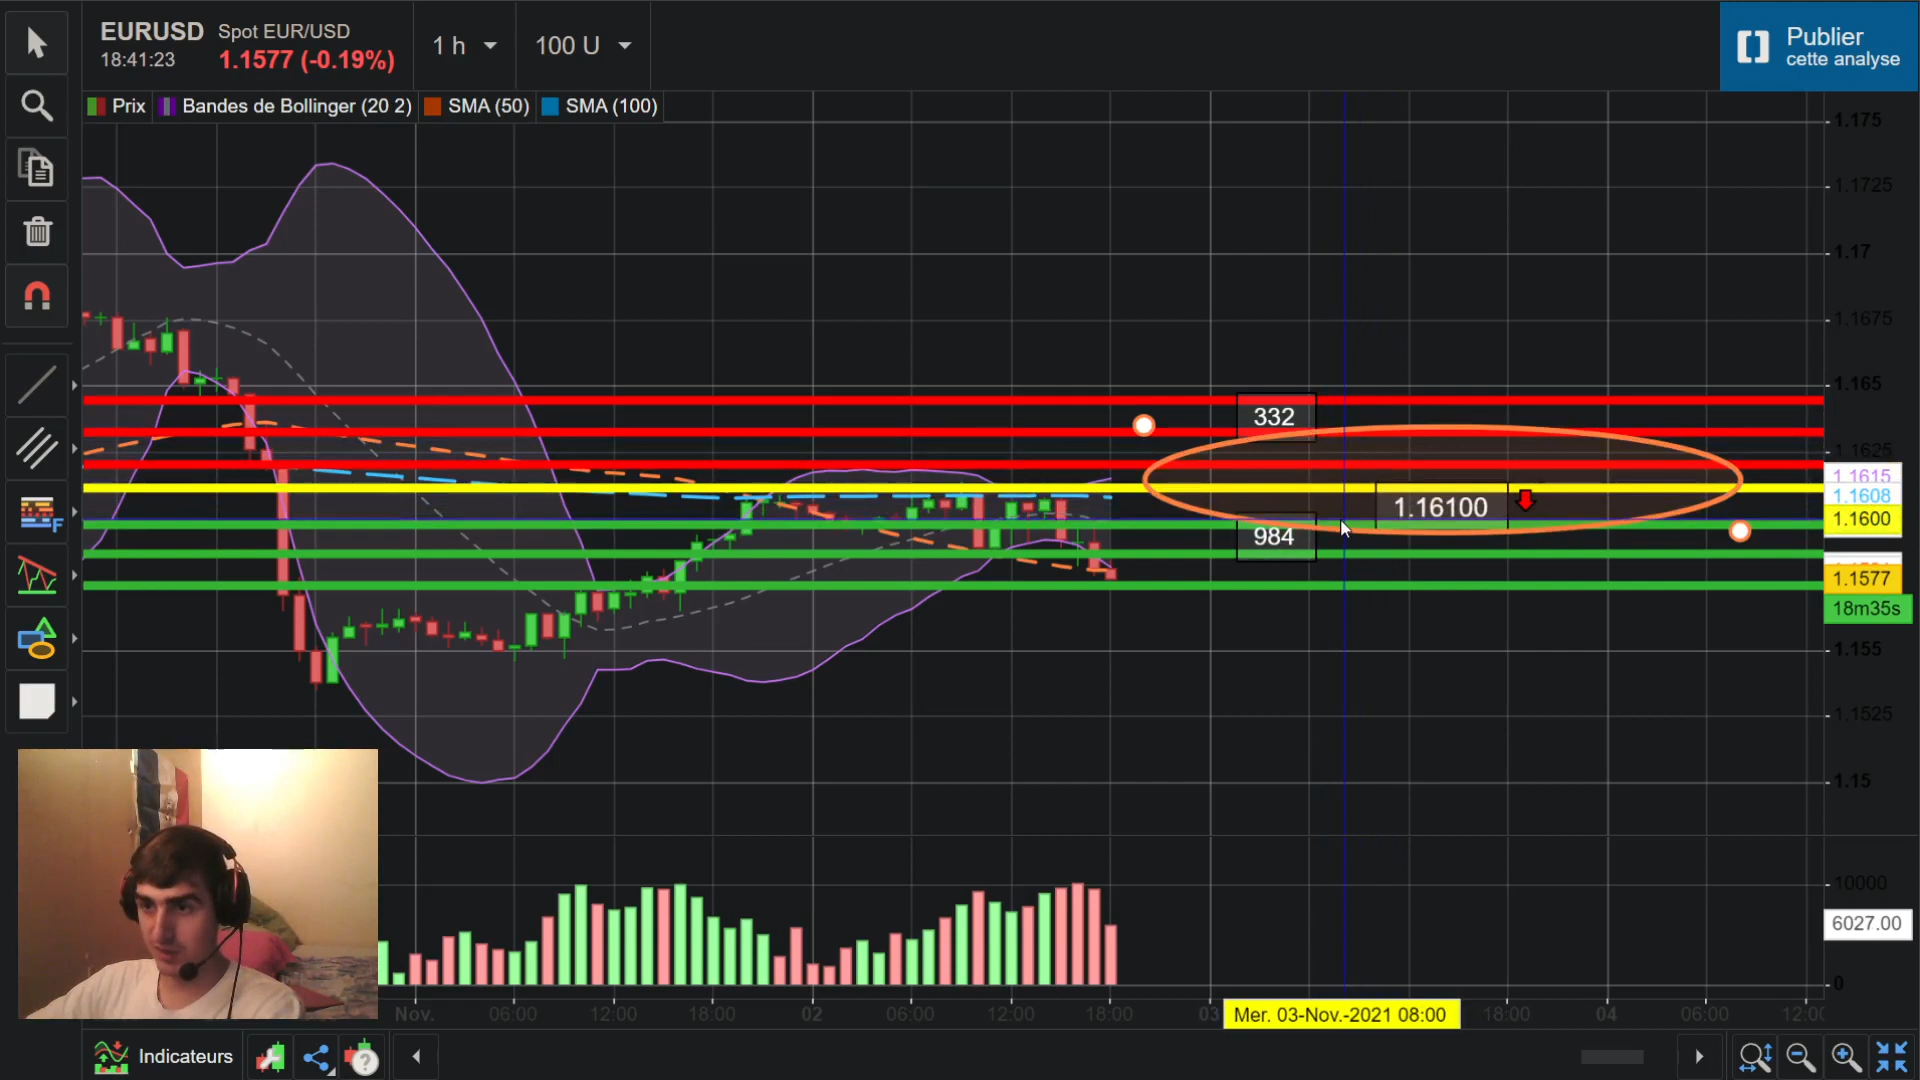 EURUSD Spot EUR/USD
18:41:23 1.1577 (-0.19%)
1 h
100 U
Publier
cette analyse
Prix Bandes de Bollinger (20 2) SMA (50) SMA (100)
1.175
1.1725
1.17
1.1675
1.165
332
1.1625
1.1615
1.1608
1.16100
1.1600
984
1.1577
18m35s
1.155
1.1525
1.15
10000
6027.00
0
Nov. 06:00 12:00 18:00 02 06:00 12:00 18:00 03 Mer. 03-Nov.-2021 08:00 18:00 04 06:00
F
Indicateurs
?